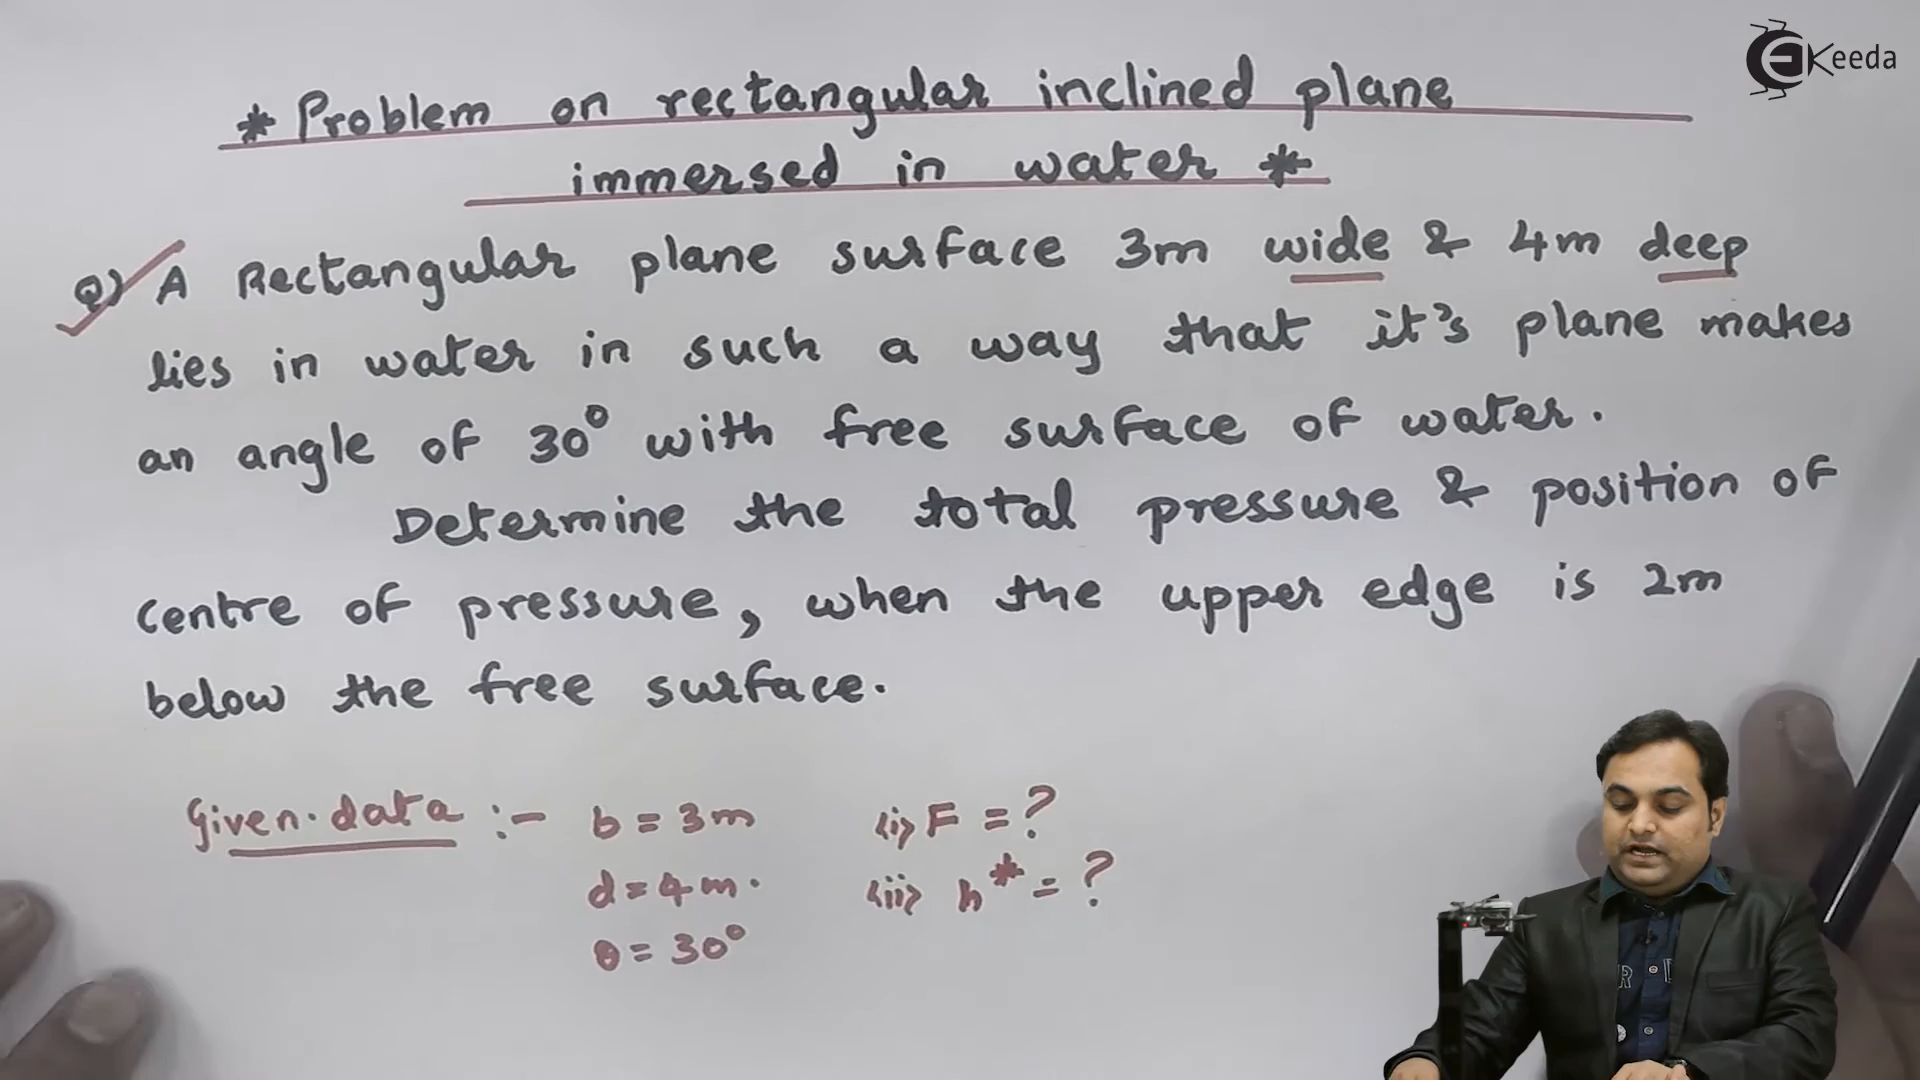 EKeeda
* Problem on rectangular inclined plane
immersed in water *
Q) A Rectangular plane surface 3m wide & 4m deep
lies in water in such a way that it's plane makes
an angle of 30° with free surface of water.
Determine the total pressure & position of
centre of pressure, when the upper edge is 2m
below the free surface.
Given data :- b = 3m (i) F = ?
d = 4m. (ii) h* = ?
θ = 30°